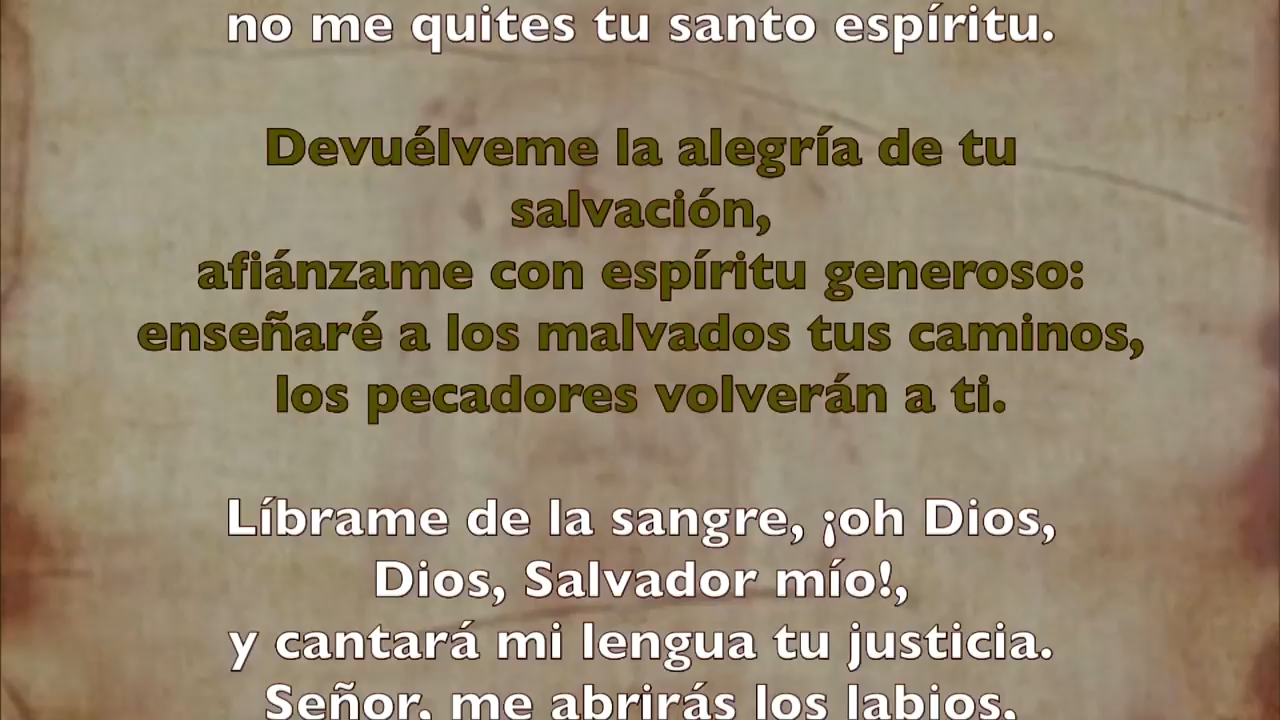 no me quites tu santo espíritu.
Devuélveme la alegría de tu
salvación,
afiánzame con espíritu generoso:
enseñaré a los malvados tus caminos,
los pecadores volverán a ti.
Líbrame de la sangre, ¡oh Dios,
Dios, Salvador mío!,
y cantará mi lengua tu justicia.
Señor, me abrirás los labios,